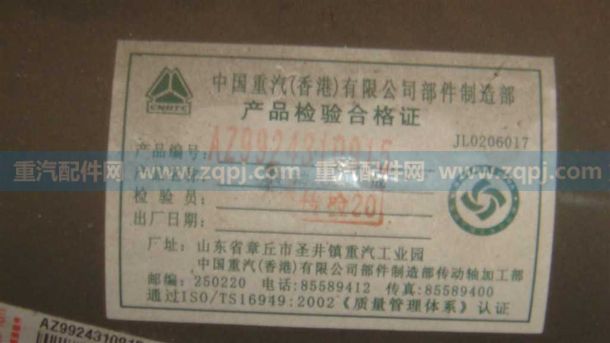 中国重汽(香港)有限公司部件制造部
CNHTC
产品检验合格证
JL0206017
产品编号:
检验员:
传检20
出厂日期:
厂址: 山东省章丘市圣井镇重汽工业园
中国重汽(香港)有限公司部件制造部传动轴加工部
邮编: 250220 电话:85589412 传真:85589400
通过ISO/TS16949:2002《质量管理体系》认证
重汽配件网 www.zqpj.com
重汽配件网 www.zqpj.com
重汽配件网 www.zqpj.com